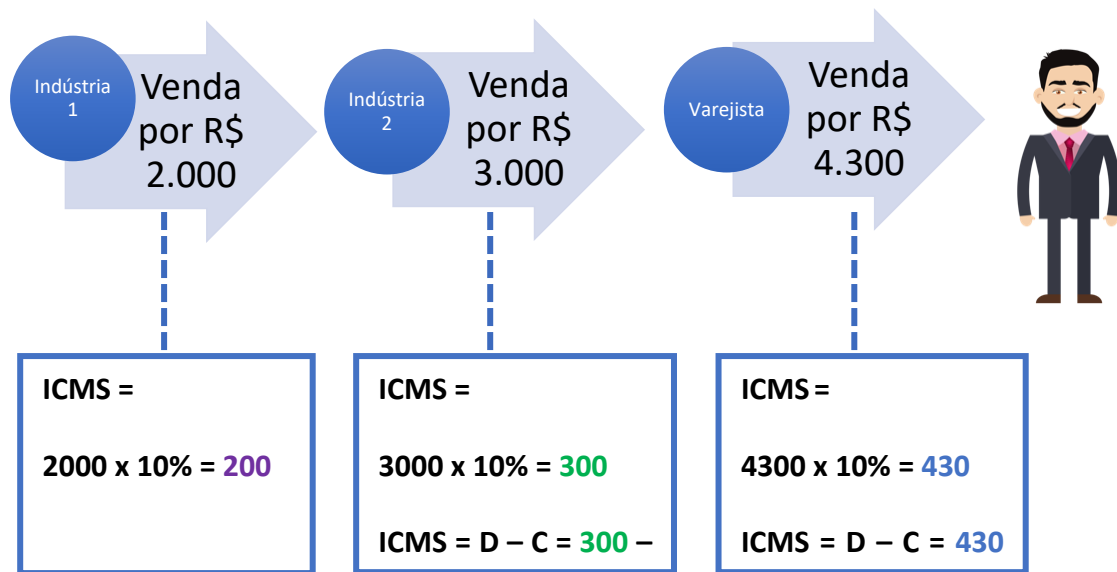 Indústria
1
Venda
por R$
2.000
Indústria
2
Venda
por R$
3.000
Varejista
Venda
por R$
4.300
ICMS =
2000 x 10% = 200
ICMS =
3000 x 10% = 300
ICMS = D – C = 300 –
ICMS =
4300 x 10% = 430
ICMS = D – C = 430